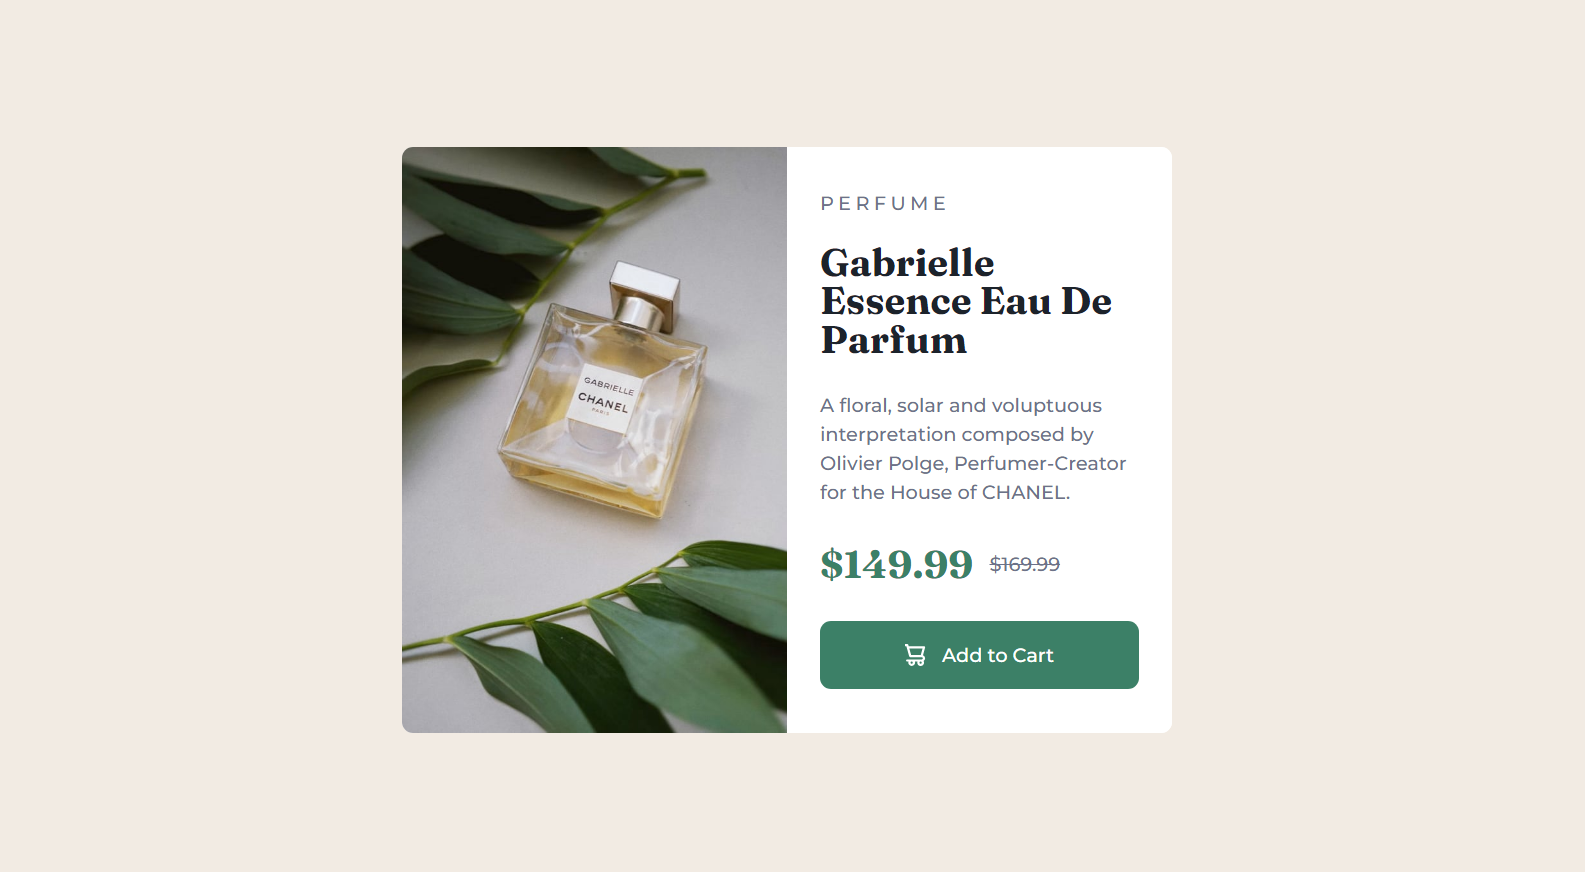 GABRIELLE
CHANEL
PARIS
PERFUME
Gabrielle
Essence Eau De
Parfum
A floral, solar and voluptuous
interpretation composed by
Olivier Polge, Perfumer-Creator
for the House of CHANEL.
$149.99 $169.99
Add to Cart